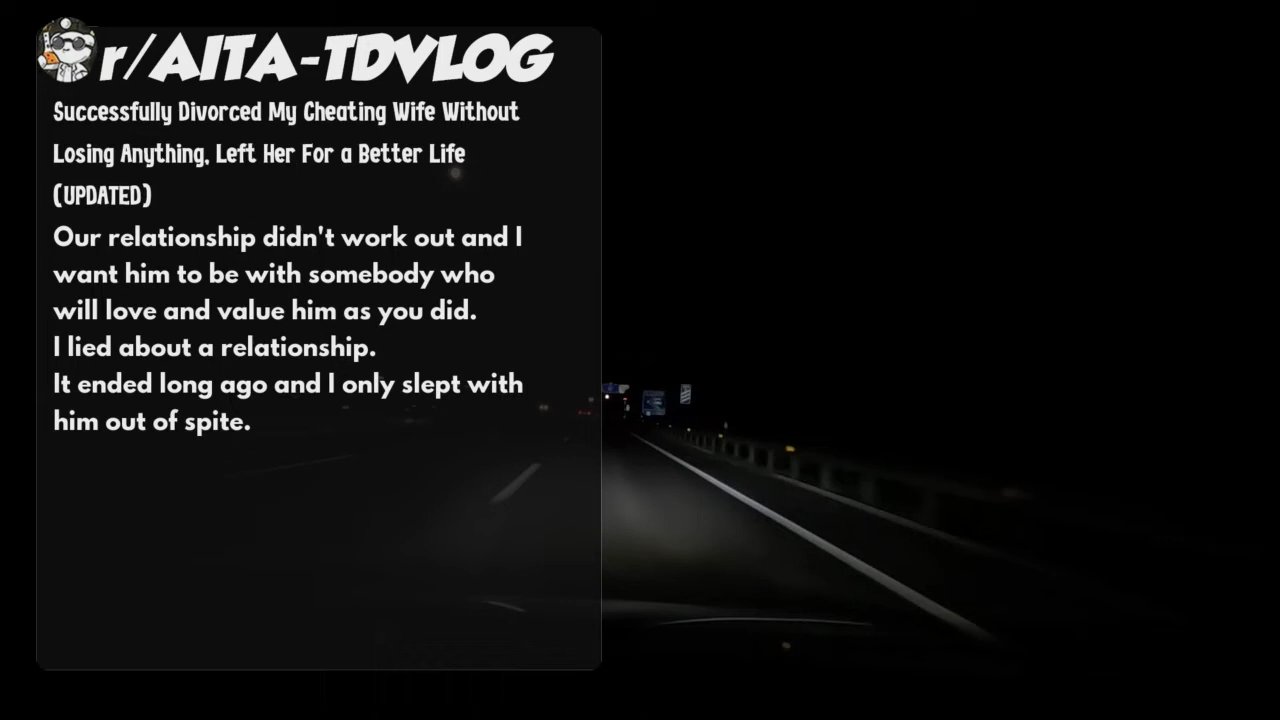 r/AITA-TDVLOG
Successfully Divorced My Cheating Wife Without
Losing Anything, Left Her For a Better Life
(UPDATED)
Our relationship didn't work out and I
want him to be with somebody who
will love and value him as you did.
I lied about a relationship.
It ended long ago and I only slept with
him out of spite.